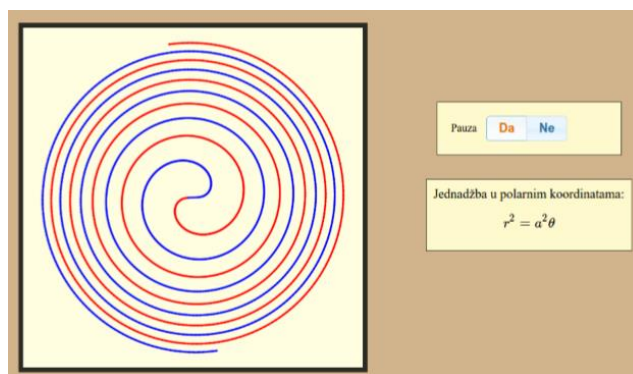 Pauza Da Ne
Jednadžba u polarnim koordinatama:
r² = a²θ